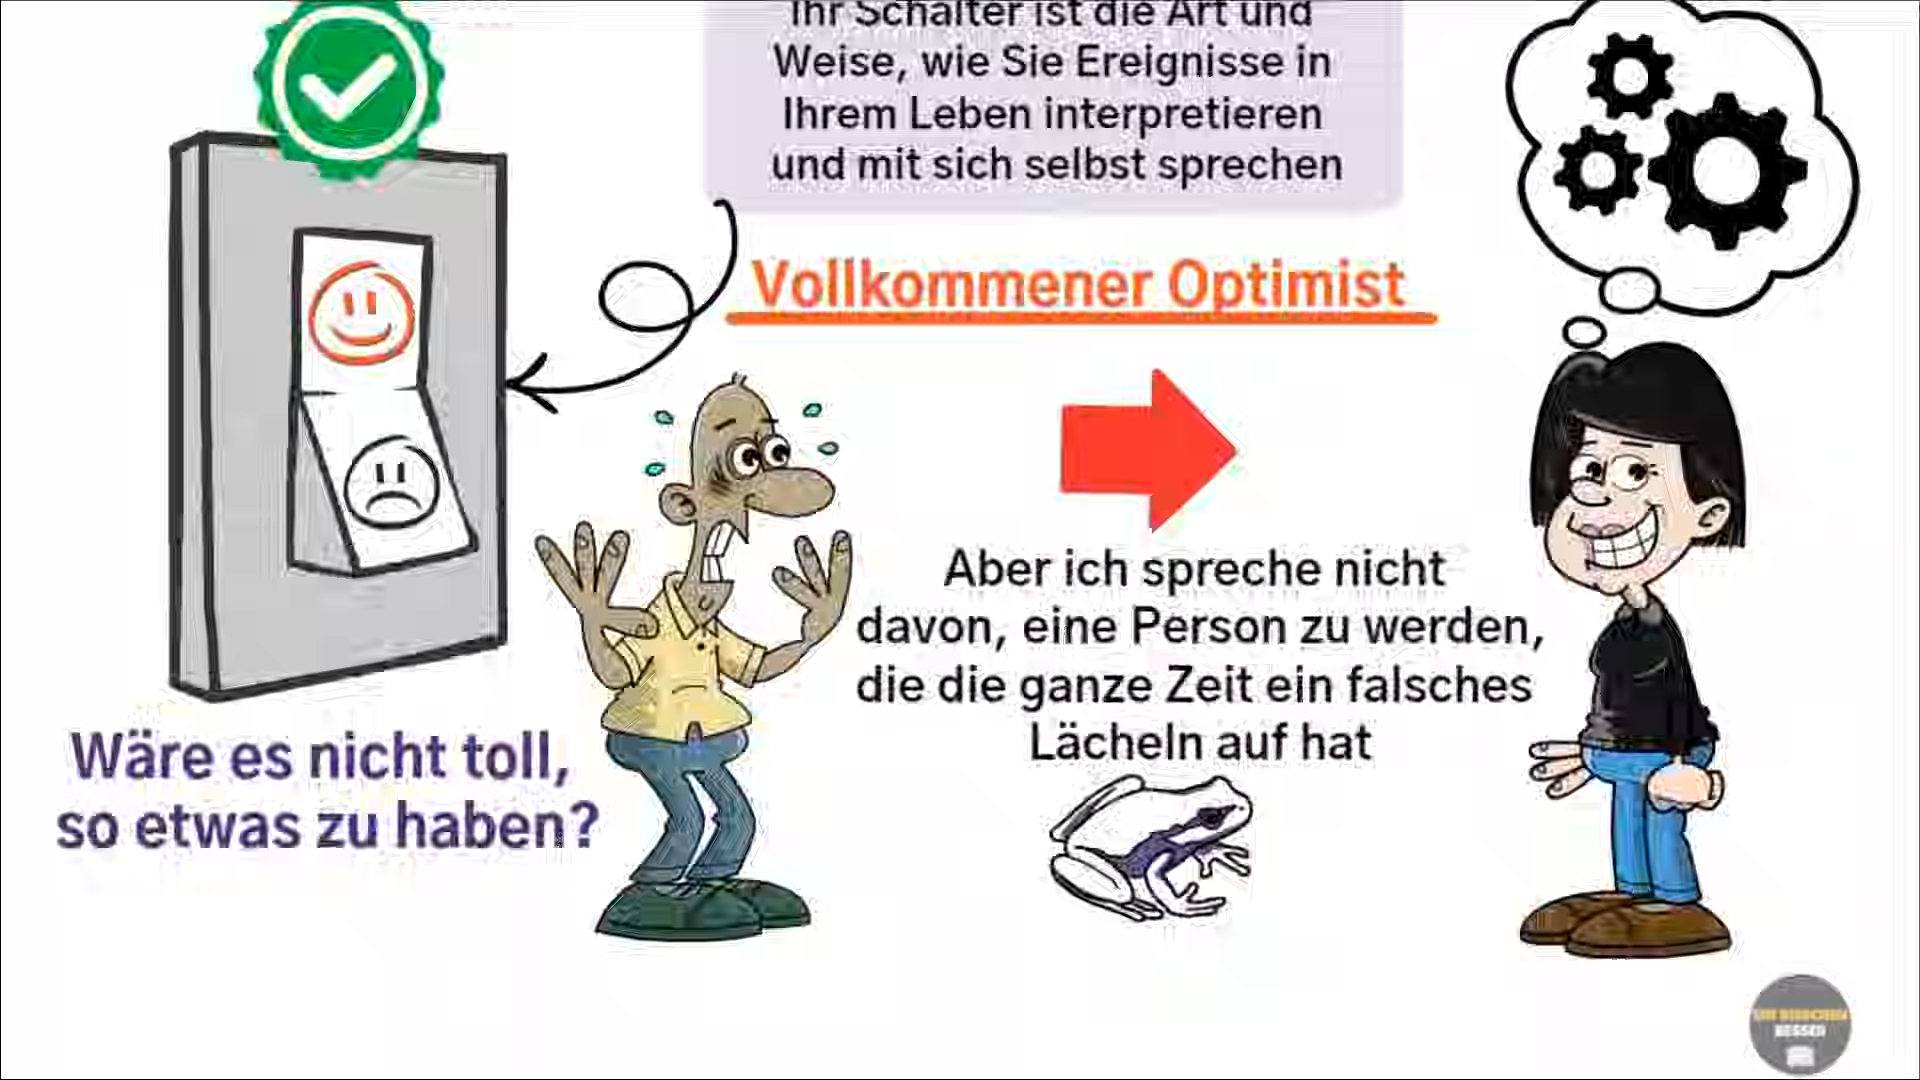 Ihr Schalter ist die Art und
Weise, wie Sie Ereignisse in
Ihrem Leben interpretieren
und mit sich selbst sprechen
Vollkommener Optimist
Aber ich spreche nicht
davon, eine Person zu werden,
die die ganze Zeit ein falsches
Lächeln auf hat
Wäre es nicht toll,
so etwas zu haben?
BESSER